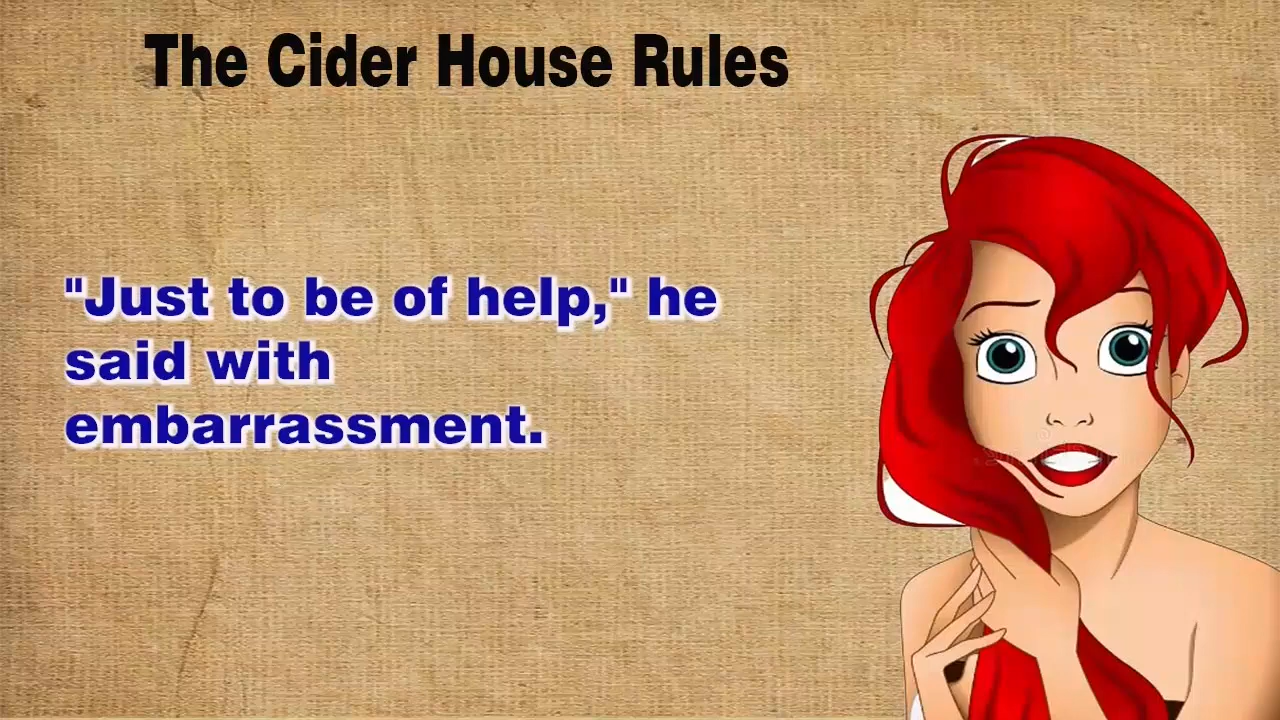 The Cider House Rules
"Just to be of help," he
said with
embarrassment.